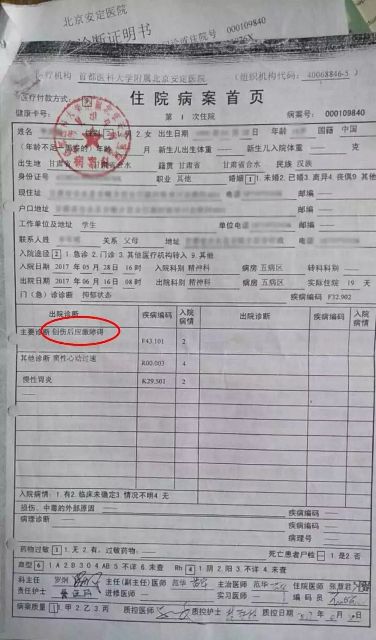 北京安定医院
诊断证明书
住院号 000109840
医疗机构 首都医科大学附属北京安定医院 (组织机构代码: 40068846-5)
医疗付款方式:
住院病案首页
健康卡号: 第 1 次住院 病案号: 000109840
姓名 2.女 出生日期 年龄 国籍 中国
(年龄不足 的) 年龄 月 新生儿出生体重 — 克 新生儿入院体重 — 克
出生地 甘肃省 合水 籍贯 甘肃省 甘肃省合水 民族 汉族
身份证号 职业 其他 婚姻 1 1.未婚2.已婚3.离异4.丧偶9 其他
现住址 电话 邮编 —
户口地址 邮编 —
工作单位及地址 学生 单位电话 邮编 —
联系人姓名 关系 父母 地址 电话
入院途径 2 1.急诊 2.门诊 3.其他医疗机构转入 9.其他
入院日期 2017 年 05 月 28 日 16 时 入院科别 精神科 病房 五病区 转科科别 —
出院日期 2017 年 06 月 16 日 08 时 出院科别 精神科 病房 五病区 实际住院 19 天
门(急)诊诊断 抑郁状态 疾病编码 F32.902
出院诊断 疾病编码 入院病情 出院诊断 疾病编码 入院病情
主要诊断 创伤后应激障碍 F43.101 2
其他诊断 窦性心动过速 R00.003 4
慢性胃炎 K29.501 2
入院病情: 1.有2.临床未确定3 情况不明4 无
损伤、中毒的外部原因 — 疾病编码 —
病理诊断 — 疾病编码 —
病理号 —
药物过敏 1 1.无 2.有, 过敏药物: — 死亡患者尸检 — 1.是2 否
血型 6 1 A 2 B 3 O 4 AB 5 不详 6 未查 Rh 4 1.阴 2.阳 3.不详 4 未查
科主任 主任(副主任)医师 范华 主治医师 范华 住院医师
责任护士 进修医师 — 实习医师 — 编码员
病案质量 1 1.甲 2.乙 3 丙 质控医师 质控护士 质控日期